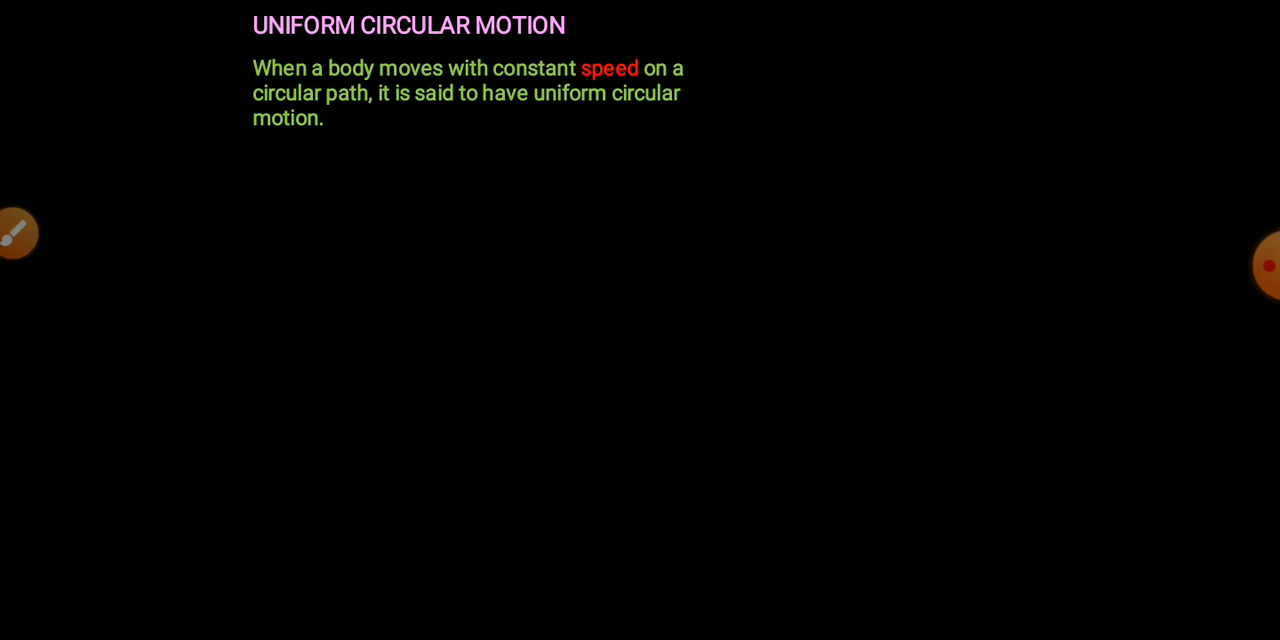 UNIFORM CIRCULAR MOTION
When a body moves with constant speed on a
circular path, it is said to have uniform circular
motion.